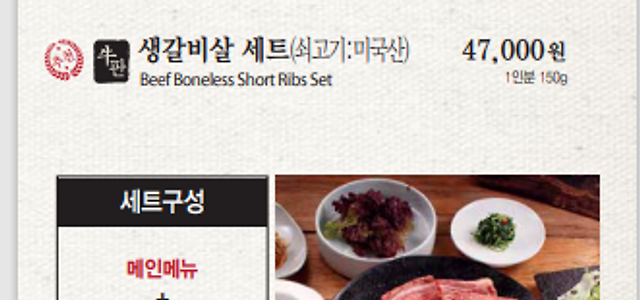 牛판 생갈비살 세트(쇠고기:미국산) 47,000원
Beef Boneless Short Ribs Set 1인분 150g
세트구성
메인메뉴
+